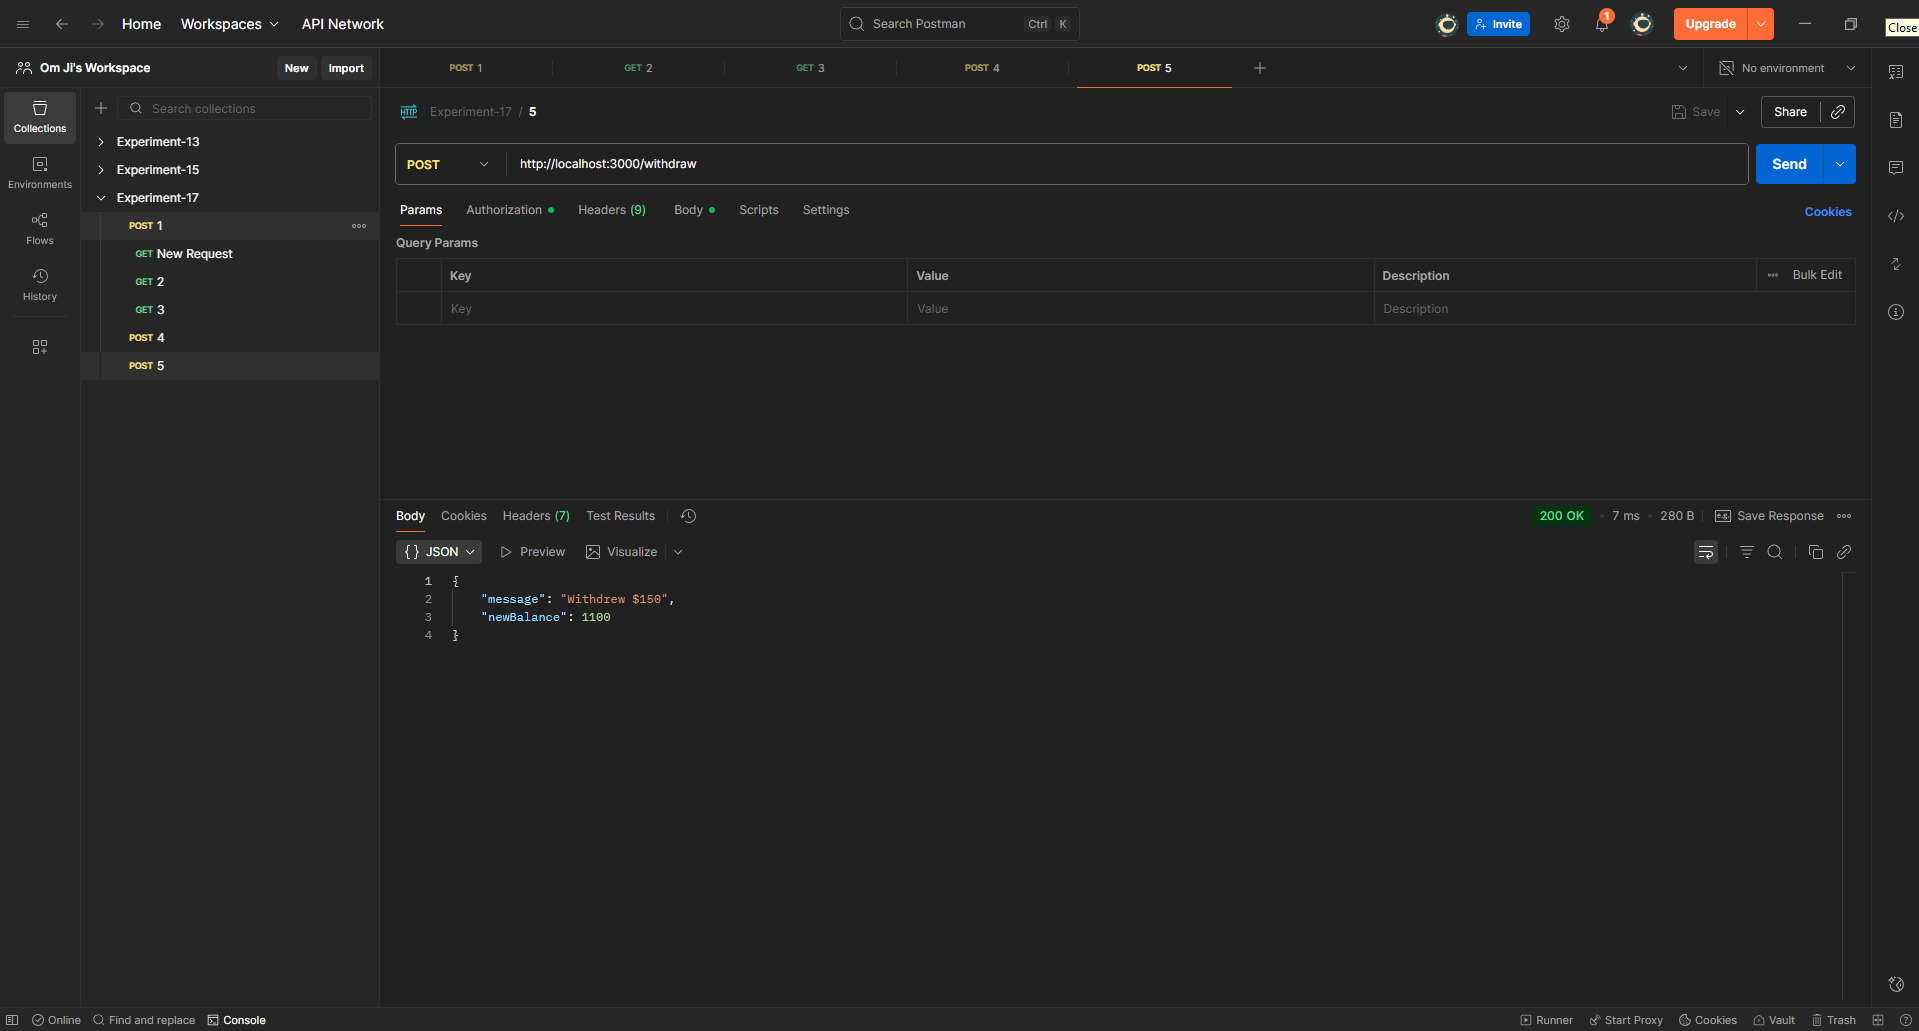 Home Workspaces API Network Search Postman Ctrl K Invite 1 Upgrade Close
Om Ji's Workspace New Import POST 1 GET 2 GET 3 POST 4 POST 5 No environment
Search collections
Collections
Environments
Flows
History
Experiment-13
Experiment-15
Experiment-17
POST 1
GET New Request
GET 2
GET 3
POST 4
POST 5
HTTP Experiment-17 / 5 Save Share
POST http://localhost:3000/withdraw Send
Params Authorization Headers (9) Body Scripts Settings Cookies
Query Params
Key Value Description Bulk Edit
Key Value Description
Body Cookies Headers (7) Test Results 200 OK 7 ms 280 B e.g. Save Response
{} JSON Preview Visualize
1 {
2 "message": "Withdrew $150",
3 "newBalance": 1100
4 }
Online Find and replace Console Runner Start Proxy Cookies Vault Trash